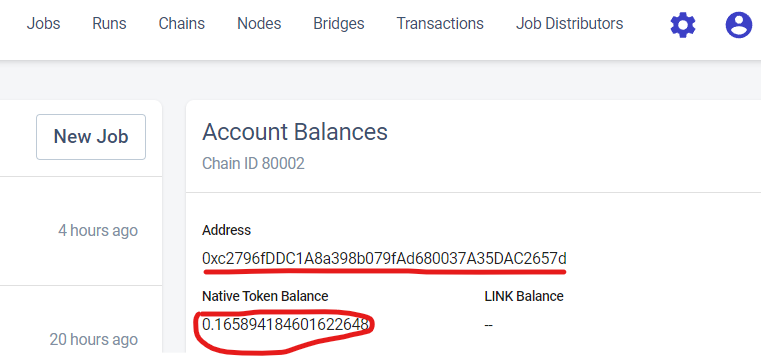 Jobs Runs Chains Nodes Bridges Transactions Job Distributors
New Job
4 hours ago
20 hours ago
Account Balances
Chain ID 80002
Address
0xc2796fDDC1A8a398b079fAd680037A35DAC2657d
Native Token Balance LINK Balance
0.165894184601622648 --